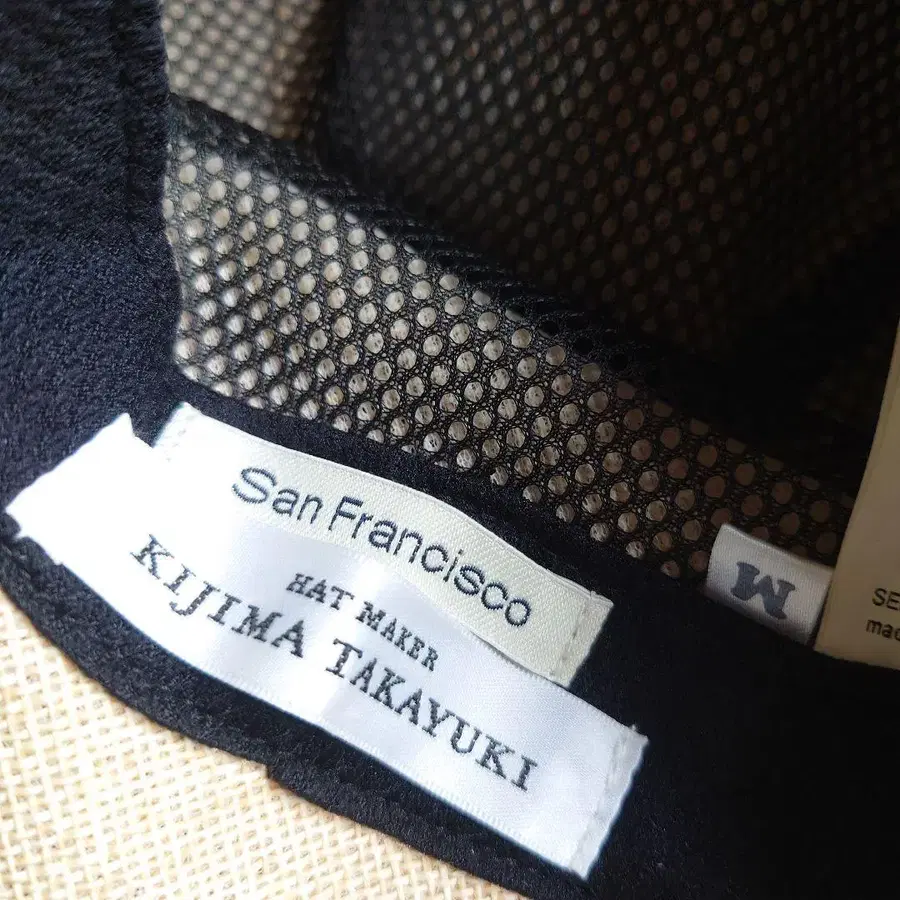 San Francisco
HAT MAKER
KIJIMA TAKAYUKI
M
SE
mad